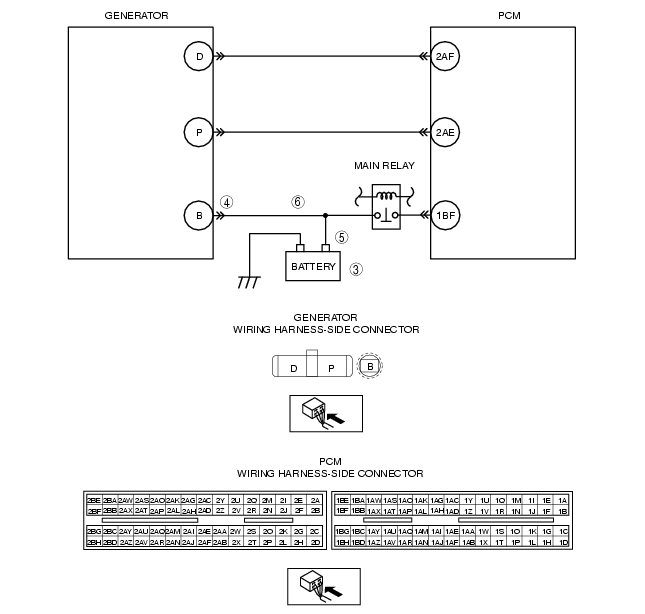 GENERATOR PCM
D 2AF
P 2AE
MAIN RELAY
B ④ ⑥ 1BF
⑤
BATTERY ③
GENERATOR
WIRING HARNESS-SIDE CONNECTOR
D P B
PCM
WIRING HARNESS-SIDE CONNECTOR
2BE 2BA 2AW 2AS 2AO 2AK 2AG 2AC 2Y 2U 2Q 2M 2I 2E 2A 1BE 1BA 1AW 1AS 1AO 1AK 1AG 1AC 1Y 1U 1Q 1M 1I 1E 1A
2BF 2BB 2AX 2AT 2AP 2AL 2AH 2AD 2Z 2V 2R 2N 2J 2F 2B 1BF 1BB 1AX 1AT 1AP 1AL 1AH 1AD 1Z 1V 1R 1N 1J 1F 1B
2BG 2BC 2AY 2AU 2AQ 2AM 2AI 2AE 2AA 2W 2S 2O 2K 2G 2C 1BG 1BC 1AY 1AU 1AQ 1AM 1AI 1AE 1AA 1W 1S 1O 1K 1G 1C
2BH 2BD 2AZ 2AV 2AR 2AN 2AJ 2AF 2AB 2X 2T 2P 2L 2H 2D 1BH 1BD 1AZ 1AV 1AR 1AN 1AJ 1AF 1AB 1X 1T 1P 1L 1H 1D